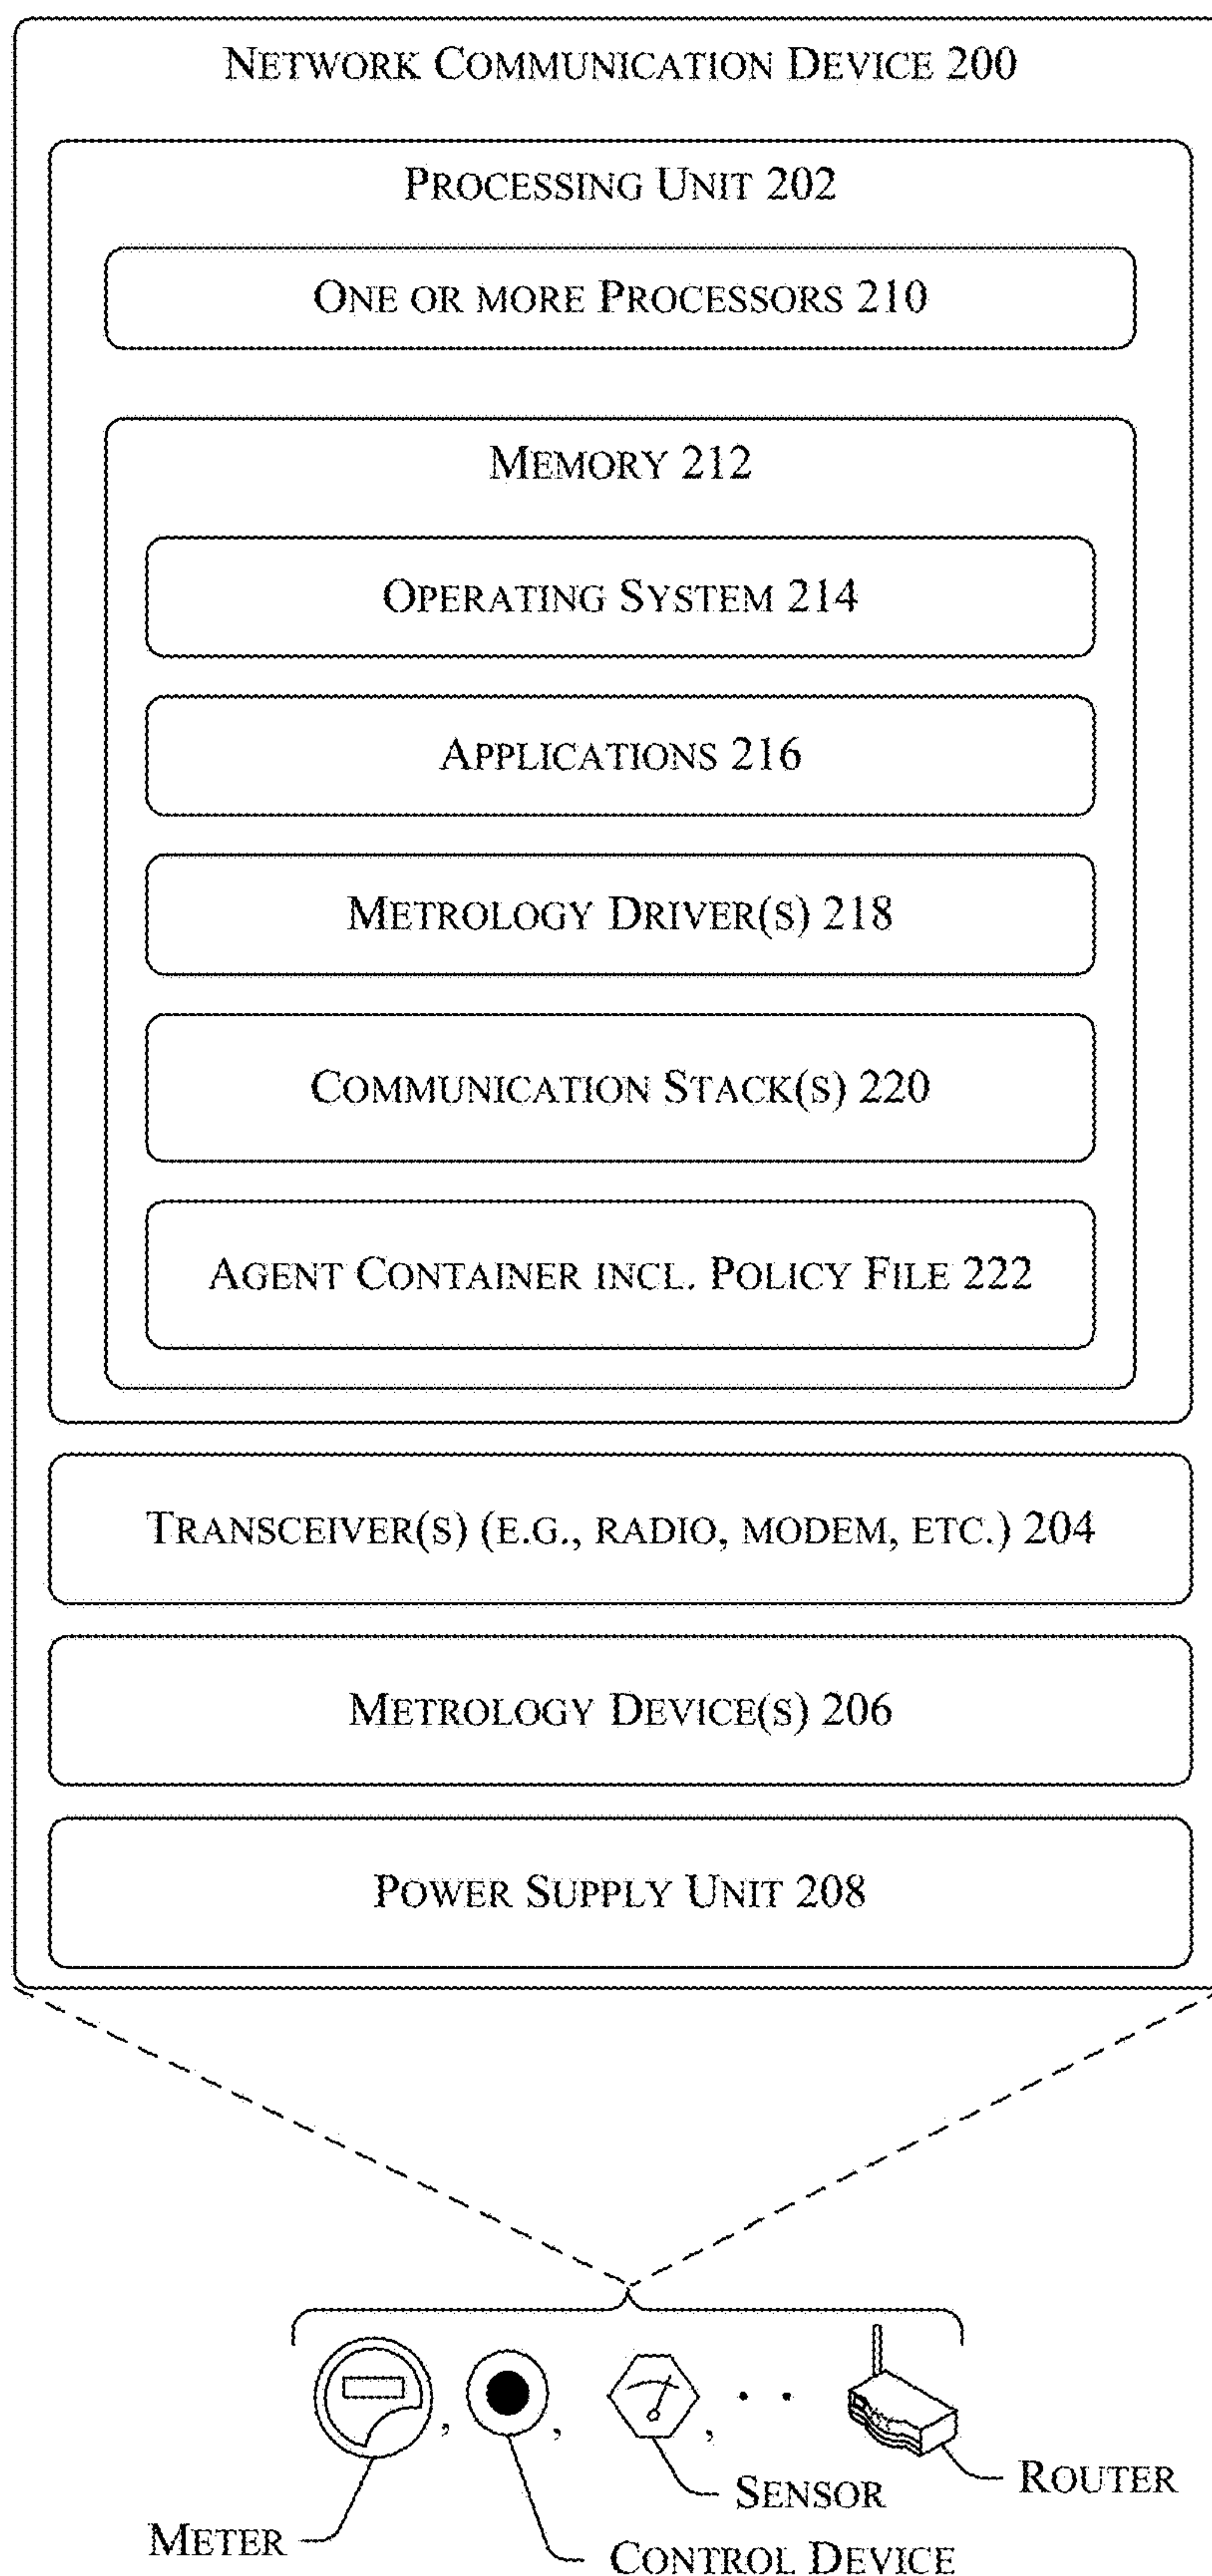 NETWORK COMMUNICATION DEVICE 200
PROCESSING UNIT 202
ONE OR MORE PROCESSORS 210
MEMORY 212
OPERATING SYSTEM 214
APPLICATIONS 216
METROLOGY DRIVER(S) 218
COMMUNICATION STACK(S) 220
AGENT CONTAINER INCL. POLICY FILE 222
TRANSCEIVER(S) (E.G., RADIO, MODEM, ETC.) 204
METROLOGY DEVICE(S) 206
POWER SUPPLY UNIT 208
, , , . .
ROUTER
SENSOR
METER
CONTROL DEVICE